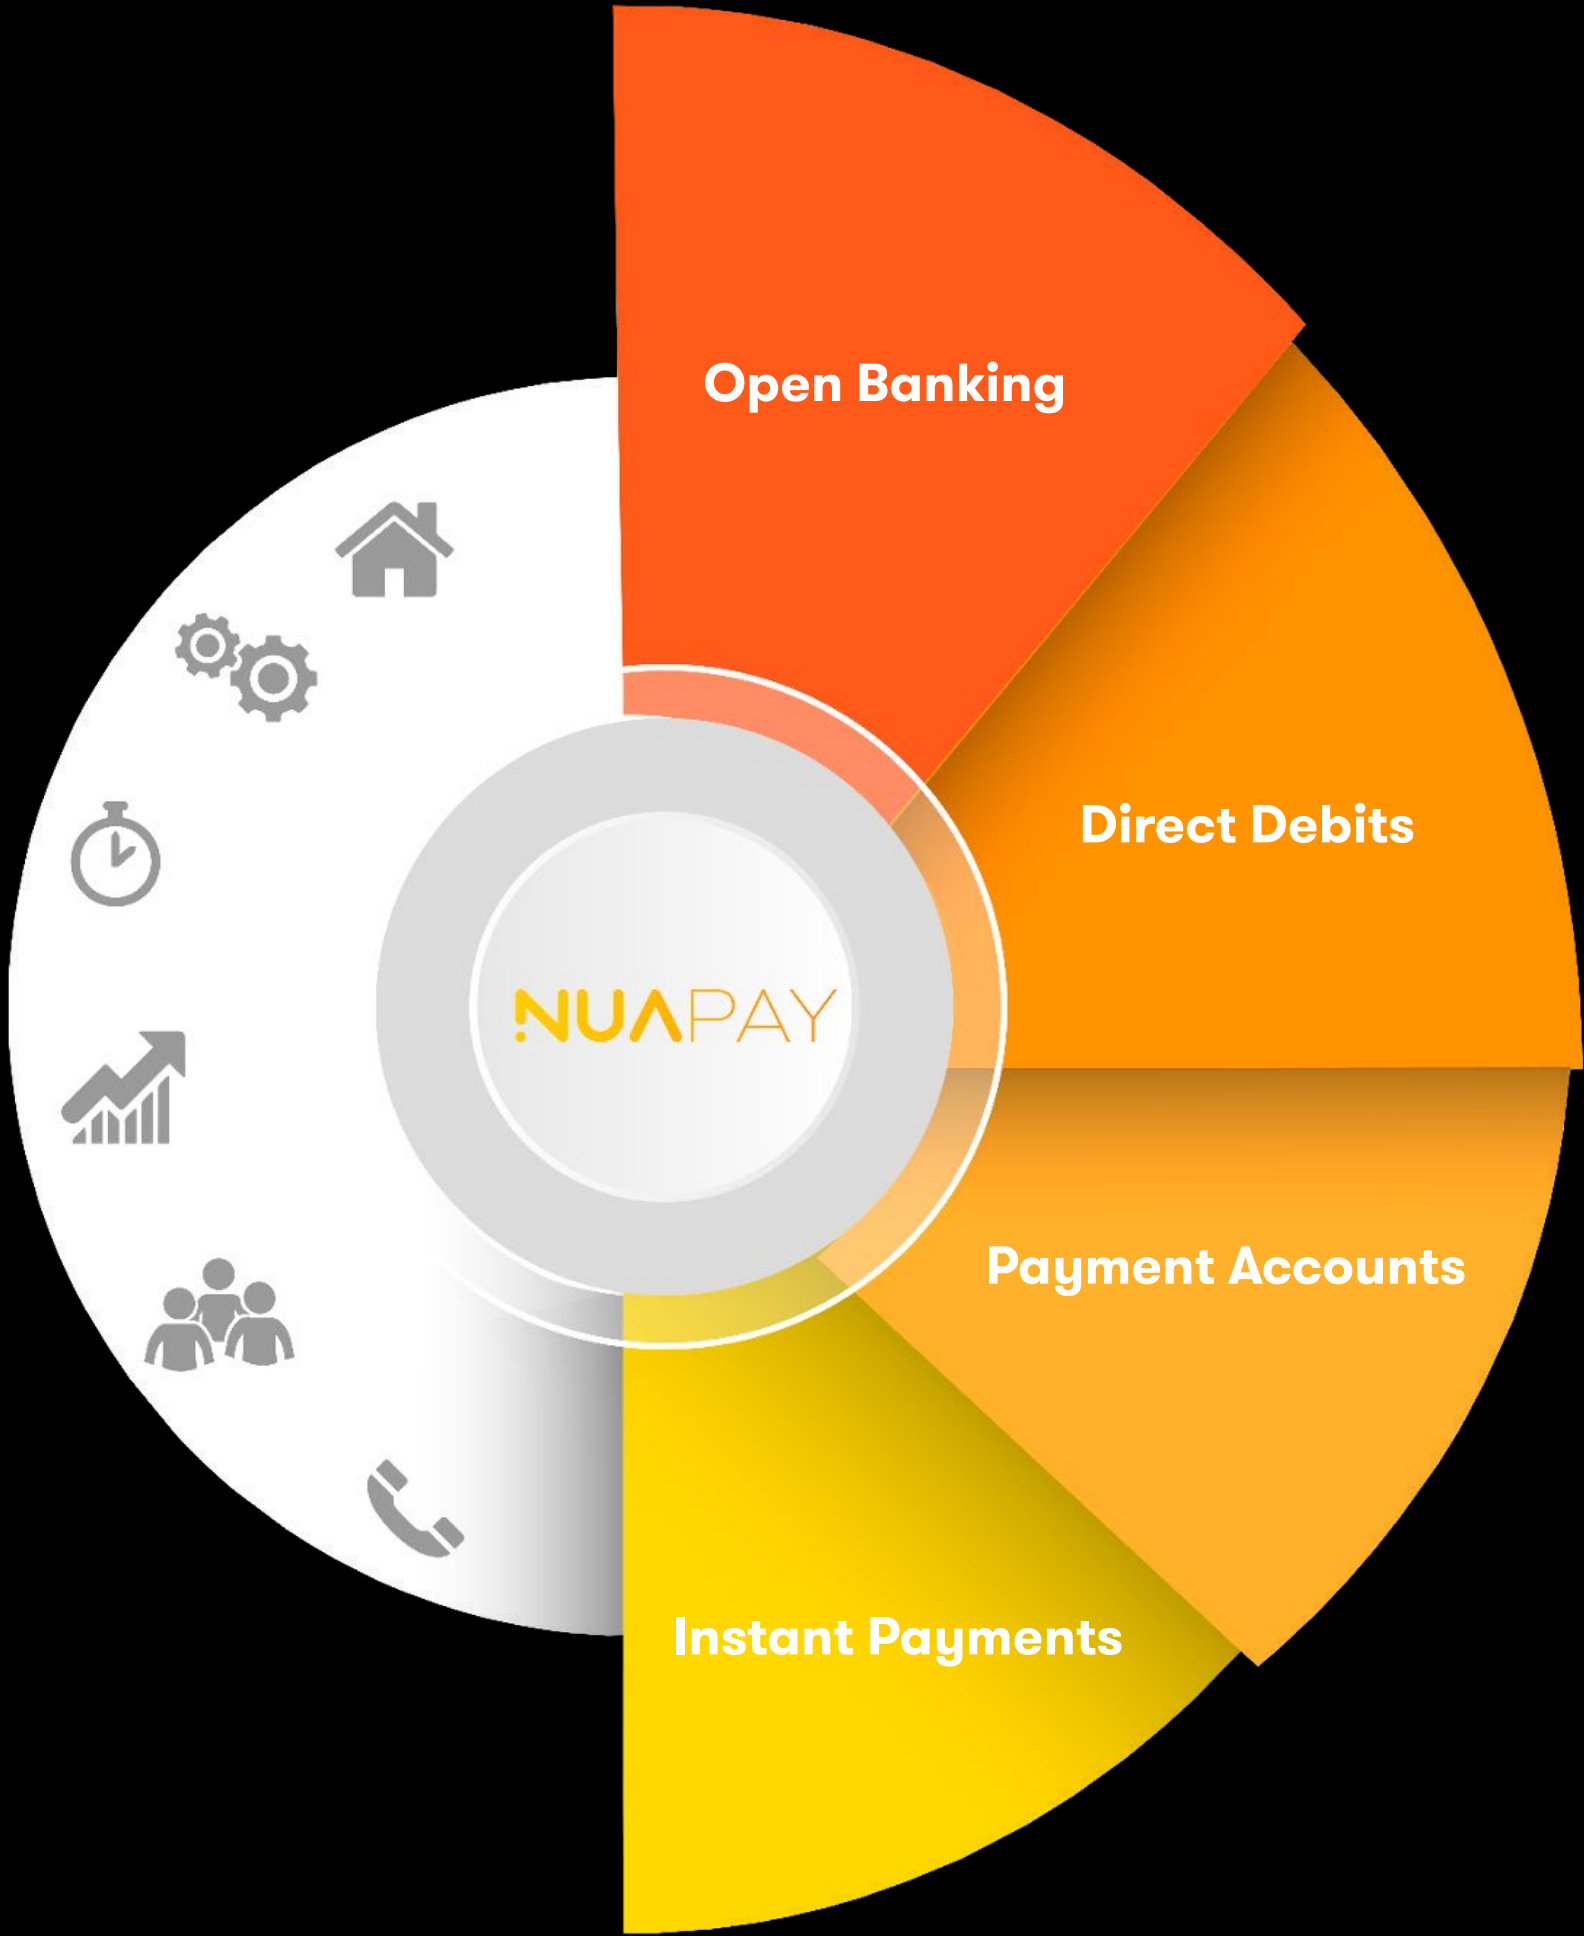 Open Banking
Direct Debits
NUAPAY
Payment Accounts
Instant Payments